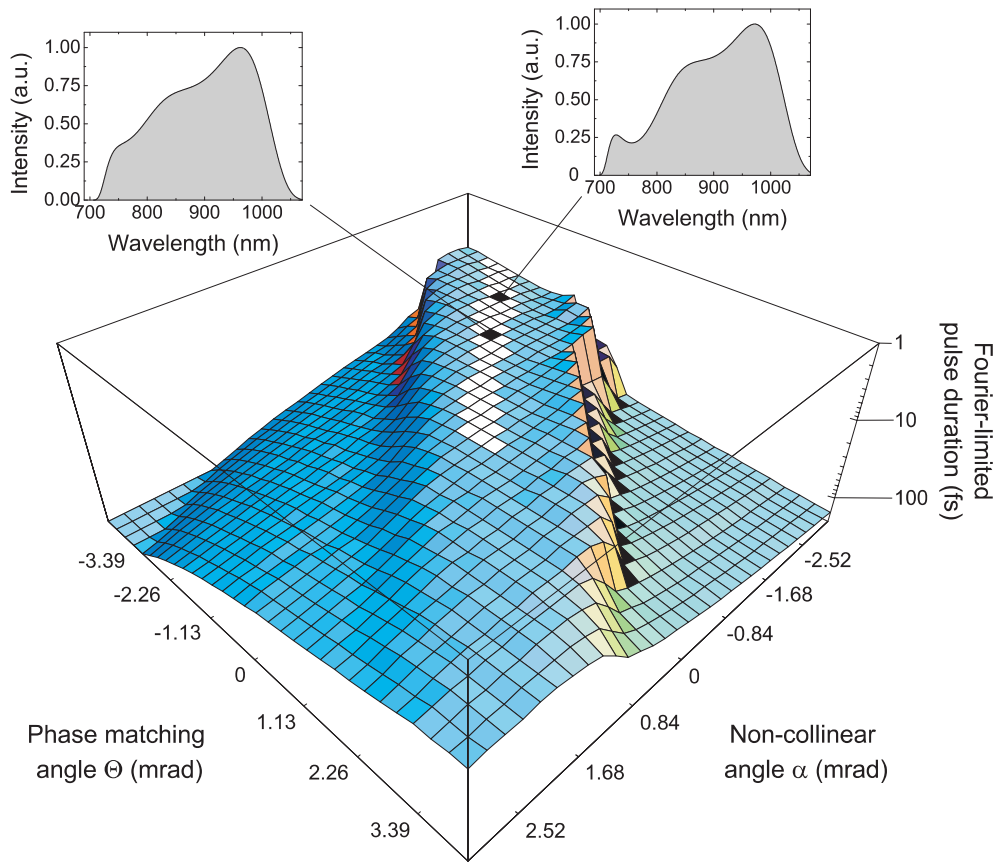 1.00
0.75
0.50
0.25
0.00
Intensity (a.u.)
700 800 900 1000
Wavelength (nm)
1.00
0.75
0.50
0.25
0
Intensity (a.u.)
700 800 900 1000
Wavelength (nm)
1
10
100
Fourier-limited
pulse duration (fs)
-3.39
-2.26
-1.13
0
1.13
2.26
3.39
Phase matching
angle Θ (mrad)
-2.52
-1.68
-0.84
0
0.84
1.68
2.52
Non-collinear
angle α (mrad)